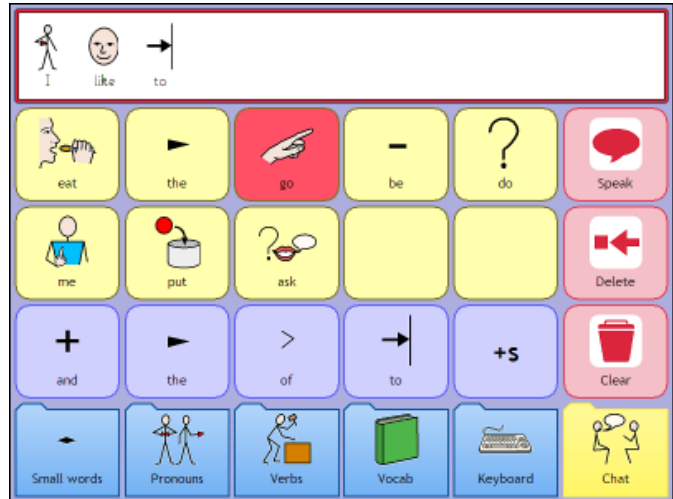 I like to
eat the go be do Speak
me put ask Delete
and the of to +s Clear
Small words Pronouns Verbs Vocab Keyboard Chat